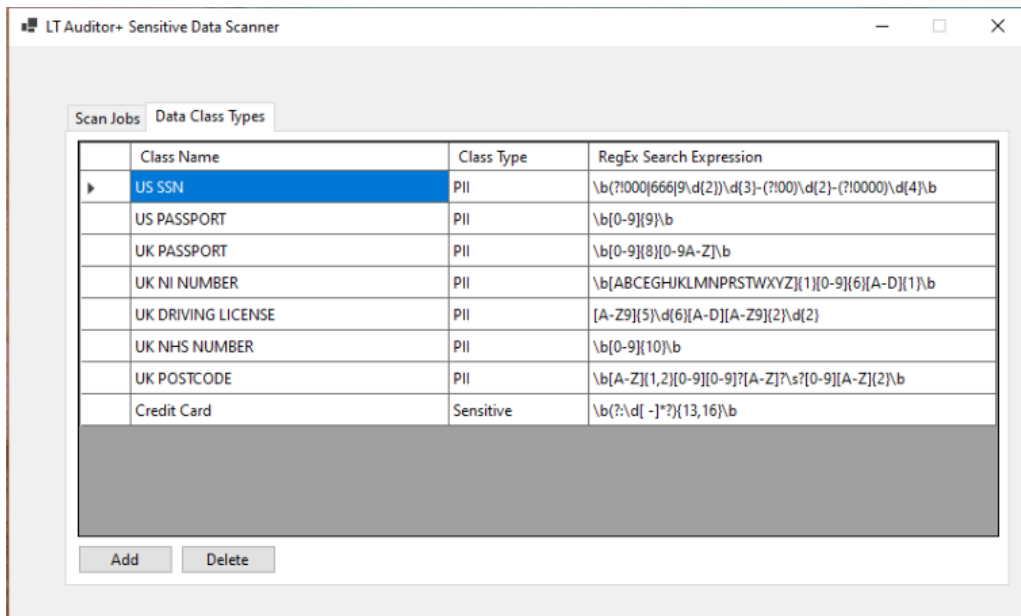 LT Auditor+ Sensitive Data Scanner
Scan Jobs Data Class Types
Class Name Class Type RegEx Search Expression
US SSN PII \b(?!000|666|9\d{2})\d{3}-(?!00)\d{2}-(?!0000)\d{4}\b
US PASSPORT PII \b[0-9]{9}\b
UK PASSPORT PII \b[0-9]{8}[0-9A-Z]\b
UK NI NUMBER PII \b[ABCEGHJKLMNPRSTWXYZ]{1}[0-9]{6}[A-D]{1}\b
UK DRIVING LICENSE PII [A-Z9]{5}\d{6}[A-D][A-Z9]{2}\d{2}
UK NHS NUMBER PII \b[0-9]{10}\b
UK POSTCODE PII \b[A-Z]{1,2}[0-9][0-9]?[A-Z]?\s?[0-9][A-Z]{2}\b
Credit Card Sensitive \b(?:\d[ -]*?){13,16}\b
Add Delete